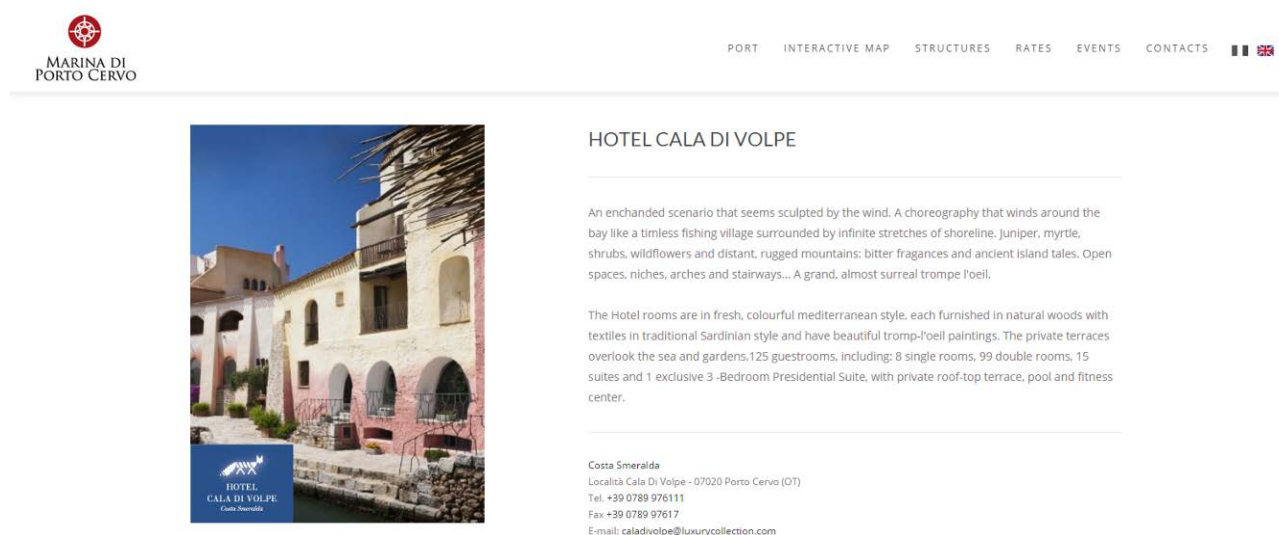 MARINA DI
PORTO CERVO
PORT INTERACTIVE MAP STRUCTURES RATES EVENTS CONTACTS
HOTEL CALA DI VOLPE
An enchanded scenario that seems sculpted by the wind. A choreography that winds around the
bay like a timless fishing village surrounded by infinite stretches of shoreline. Juniper, myrtle,
shrubs, wildflowers and distant, rugged mountains: bitter fragances and ancient island tales. Open
spaces, niches, arches and stairways... A grand, almost surreal trompe l'oeil.
The Hotel rooms are in fresh, colourful mediterranean style, each furnished in natural woods with
textiles in traditional Sardinian style and have beautiful tromp-l'oeil paintings. The private terraces
overlook the sea and gardens.125 guestrooms, including: 8 single rooms, 99 double rooms, 15
suites and 1 exclusive 3 -Bedroom Presidential Suite, with private roof-top terrace, pool and fitness
center.
HOTEL
CALA DI VOLPE
Costa Smeralda
Costa Smeralda
Località Cala Di Volpe - 07020 Porto Cervo (OT)
Tel. +39 0789 976111
Fax +39 0789 97617
E-mail: caladivolpe@luxurycollection.com